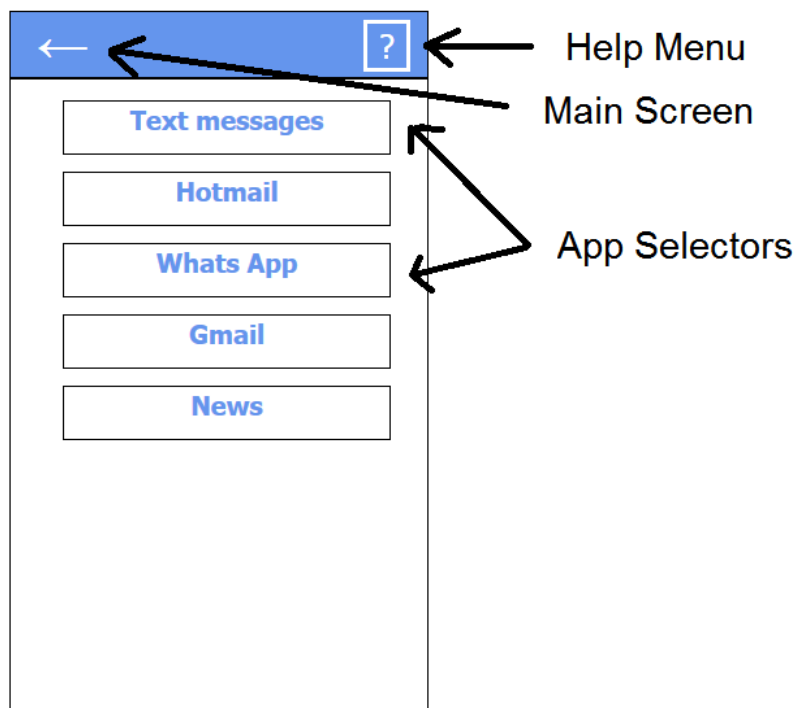 ?
Help Menu
Main Screen
Text messages
Hotmail
App Selectors
Whats App
Gmail
News